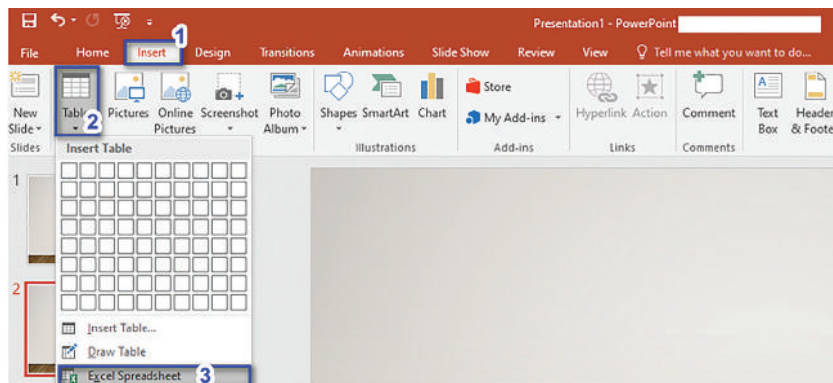 Presentation1 - PowerPoint
1
File Home Insert Design Transitions Animations Slide Show Review View Tell me what you want to do...
New Slide
Table
2
Pictures
Online Pictures
Screenshot
Photo Album
Shapes
SmartArt
Chart
Store
My Add-ins
Hyperlink
Action
Comment
Text Box
Header & Foote
Slides
Illustrations
Add-ins
Links
Comments
Insert Table
1
2
Insert Table...
Draw Table
Excel Spreadsheet 3